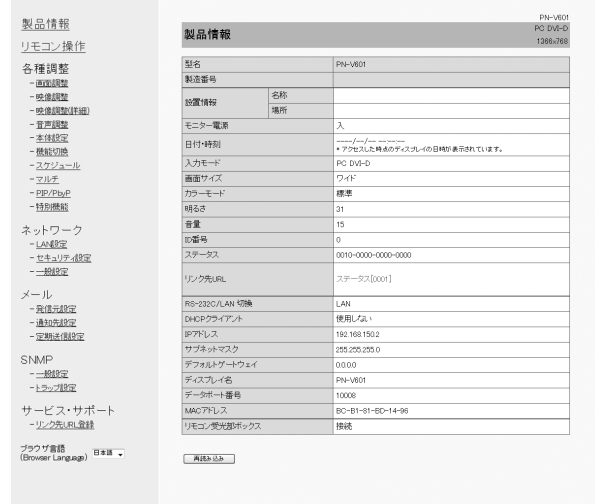 製品情報
リモコン操作
各種調整
- 画面調整
- 映像調整
- 映像調整(詳細)
- 音声調整
- 本体設定
- 機能切換
- スケジュール
- マルチ
- PIP/PbyP
- 特別機能
ネットワーク
- LAN設定
- セキュリティ設定
- 一般設定
メール
- 発信元設定
- 通知先設定
- 定期送信設定
SNMP
- 一般設定
- トラップ設定
サービス・サポート
- リンク先URL登録
ブラウザ言語
(Browser Language) 日本語
PN-V601
製品情報 PC DVI-D
1366x768
型名 PN-V601
製造番号
設置情報 名称
場所
モニター電源 入
日付・時刻 ----/--/-- --:--:--
* アクセスした時点のディスプレイの日時が表示されています。
入力モード PC DVI-D
画面サイズ ワイド
カラーモード 標準
明るさ 31
音量 15
ID番号 0
ステータス 0010-0000-0000-0000
リンク先URL ステータス[0001]
RS-232C/LAN 切換 LAN
DHCPクライアント 使用しない
IPアドレス 192.168.150.2
サブネットマスク 255.255.255.0
デフォルトゲートウェイ 0.0.0.0
ディスプレイ名 PN-V601
データポート番号 10008
MACアドレス BC-B1-81-BD-14-96
リモコン受光部ボックス 接続
再読み込み